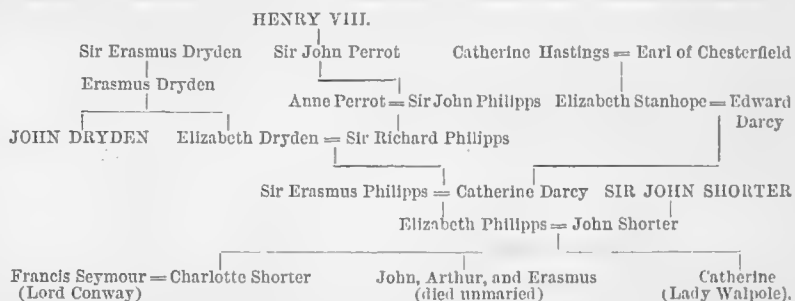 HENRY VIII.
Sir Erasmus Dryden Sir John Perrot Catherine Hastings = Earl of Chesterfield
Erasmus Dryden
Anne Perrot = Sir John Philipps Elizabeth Stanhope = Edward
Darcy
JOHN DRYDEN Elizabeth Dryden = Sir Richard Philipps
Sir Erasmus Philipps = Catherine Darcy SIR JOHN SHORTER
Elizabeth Philipps = John Shorter
Francis Seymour = Charlotte Shorter John, Arthur, and Erasmus Catherine
(Lord Conway) (died unmaried) (Lady Walpole).